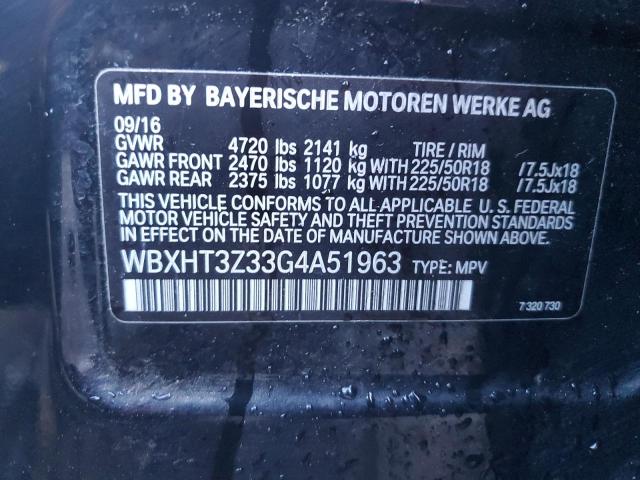 MFD BY BAYERISCHE MOTOREN WERKE AG
09/16
GVWR 4720 lbs 2141 kg TIRE / RIM
GAWR FRONT 2470 lbs 1120 kg WITH 225/50R18 /7.5Jx18
GAWR REAR 2375 lbs 1077 kg WITH 225/50R18 /7.5Jx18
THIS VEHICLE CONFORMS TO ALL APPLICABLE U. S. FEDERAL
MOTOR VEHICLE SAFETY AND THEFT PREVENTION STANDARDS
IN EFFECT ON THE DATE OF MANUFACTURE SHOWN ABOVE.
WBXHT3Z33G4A51963 TYPE: MPV
7 320 730